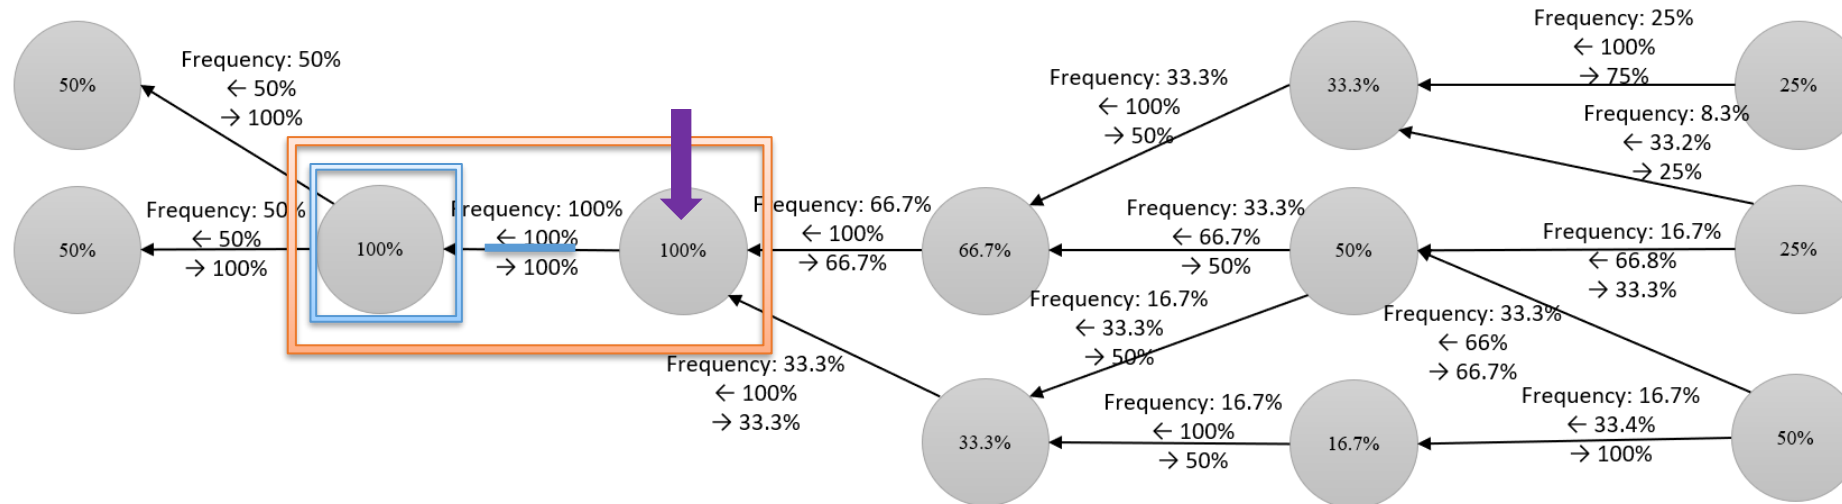 50%
Frequency: 50%
← 50%
→ 100%
50%
Frequency: 50%
← 50%
→ 100%
100%
Frequency: 100%
← 100%
→ 100%
100%
Frequency: 66.7%
← 100%
→ 66.7%
Frequency: 33.3%
← 100%
→ 33.3%
66.7%
33.3%
Frequency: 33.3%
← 100%
→ 50%
Frequency: 33.3%
← 66.7%
→ 50%
Frequency: 16.7%
← 33.3%
→ 50%
Frequency: 16.7%
← 100%
→ 50%
33.3%
50%
16.7%
Frequency: 25%
← 100%
→ 75%
Frequency: 8.3%
← 33.2%
→ 25%
Frequency: 16.7%
← 66.8%
→ 33.3%
Frequency: 33.3%
← 66%
→ 66.7%
Frequency: 16.7%
← 33.4%
→ 100%
25%
25%
50%